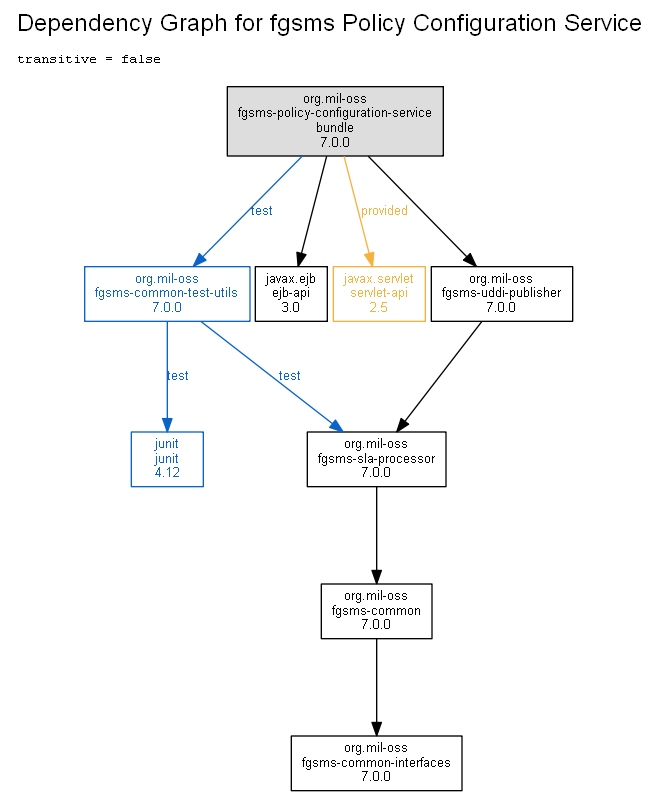 Dependency Graph for fgsms Policy Configuration Service
transitive = false
org.mil-oss
fgsms-policy-configuration-service
bundle
7.0.0
test
provided
org.mil-oss
fgsms-common-test-utils
7.0.0
javax.ejb
ejb-api
3.0
javax.servlet
servlet-api
2.5
org.mil-oss
fgsms-uddi-publisher
7.0.0
test
test
junit
junit
4.12
org.mil-oss
fgsms-sla-processor
7.0.0
org.mil-oss
fgsms-common
7.0.0
org.mil-oss
fgsms-common-interfaces
7.0.0